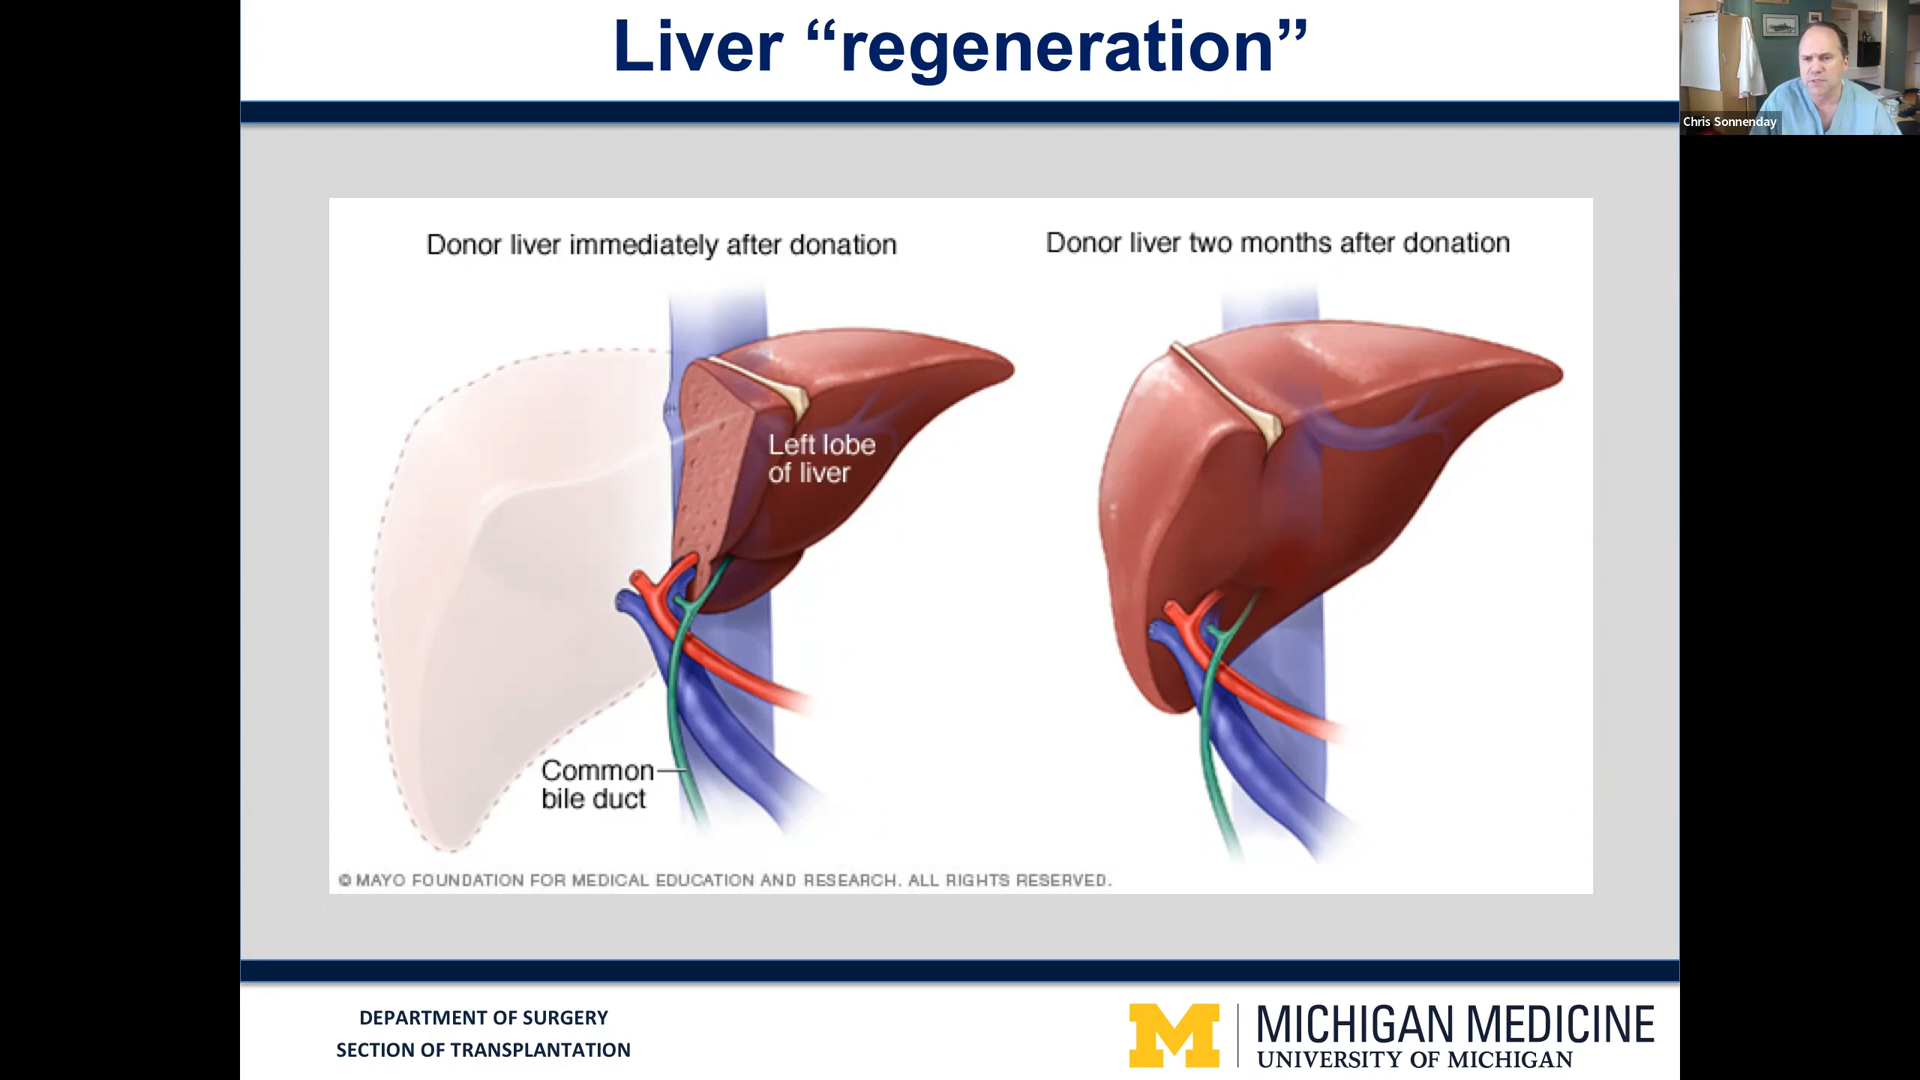 Liver “regeneration”
Chris Sonnenday
Donor liver immediately after donation
Donor liver two months after donation
Left lobe
of liver
Common
bile duct
© MAYO FOUNDATION FOR MEDICAL EDUCATION AND RESEARCH. ALL RIGHTS RESERVED.
DEPARTMENT OF SURGERY
SECTION OF TRANSPLANTATION
M
MICHIGAN MEDICINE
UNIVERSITY OF MICHIGAN